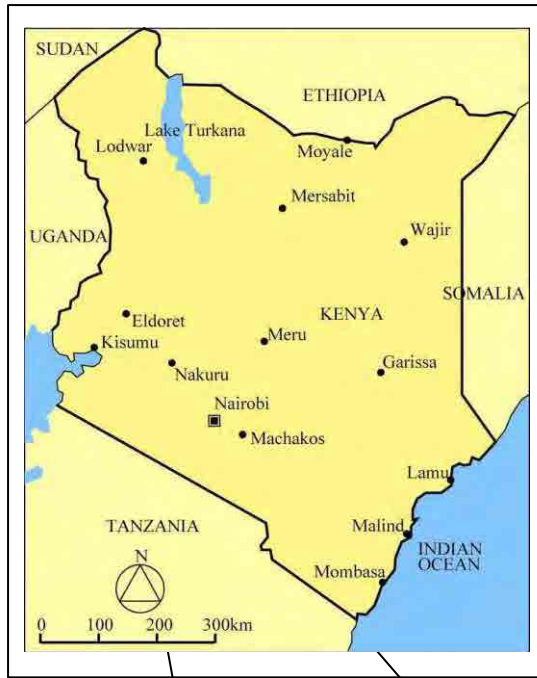 SUDAN
ETHIOPIA
Lake Turkana
Lodwar
Moyale
Mersabit
Wajir
UGANDA
SOMALIA
KENYA
Eldoret
Kisumu
Meru
Nakuru
Garissa
Nairobi
Machakos
Lamu
TANZANIA
Malind
INDIAN
OCEAN
N
Mombasa
0 100 200 300km